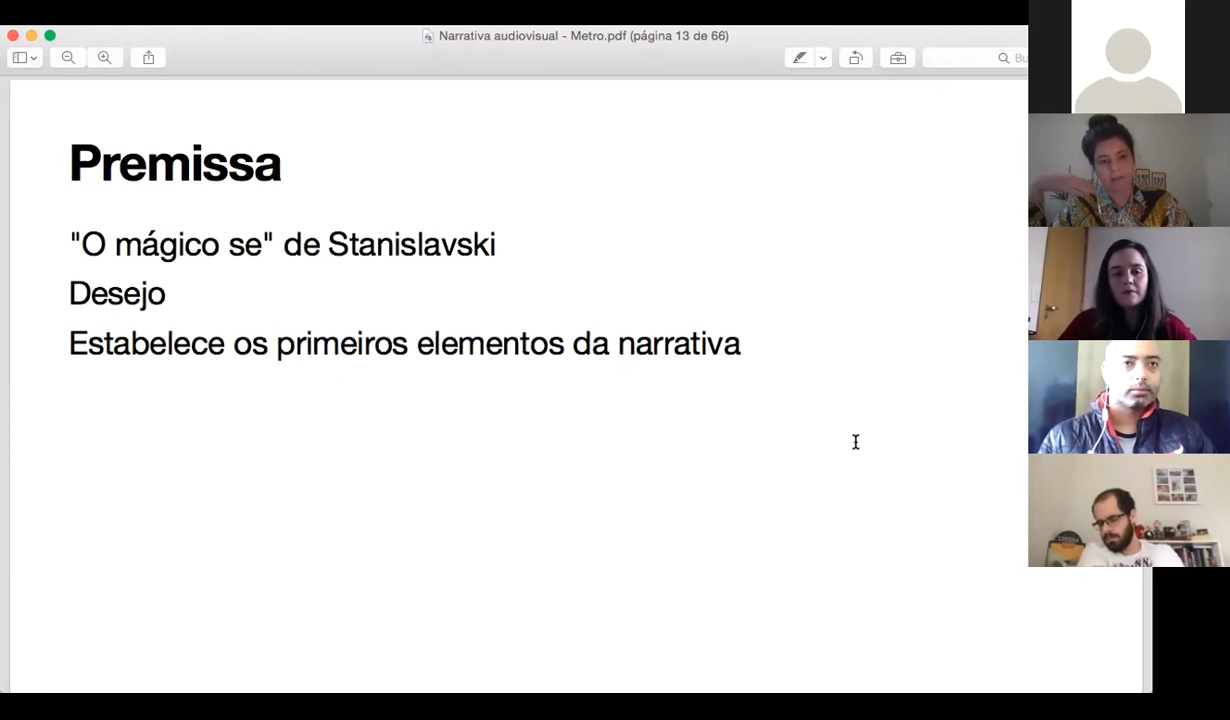 Narrativa audiovisual - Metro.pdf (página 13 de 66)
Bu
Premissa
"O mágico se" de Stanislavski
Desejo
Estabelece os primeiros elementos da narrativa